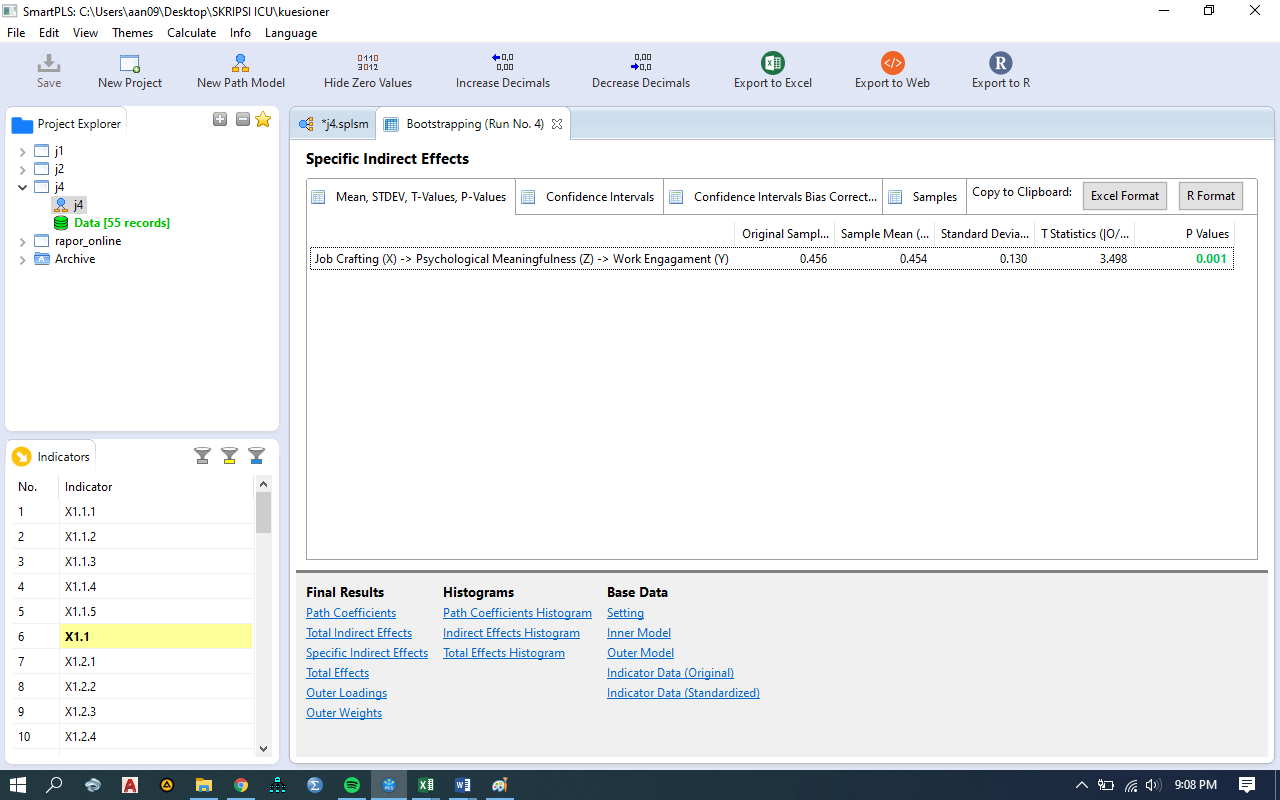 SmartPLS: C:\Users\aan09\Desktop\SKRIPSI ICU\kuesioner
File Edit View Themes Calculate Info Language
Save New Project New Path Model Hide Zero Values Increase Decimals Decrease Decimals Export to Excel Export to Web Export to R
Project Explorer
j1
j2
j4
j4
Data [55 records]
rapor_online
Archive
Indicators
No. Indicator
1 X1.1.1
2 X1.1.2
3 X1.1.3
4 X1.1.4
5 X1.1.5
6 X1.1
7 X1.2.1
8 X1.2.2
9 X1.2.3
10 X1.2.4
*j4.splsm Bootstrapping (Run No. 4)
Specific Indirect Effects
Mean, STDEV, T-Values, P-Values Confidence Intervals Confidence Intervals Bias Correct... Samples Copy to Clipboard: Excel Format R Format
Original Sampl... Sample Mean (... Standard Devia... T Statistics (|O/... P Values
Job Crafting (X) -> Psychological Meaningfulness (Z) -> Work Engagament (Y) 0.456 0.454 0.130 3.498 0.001
Final Results Histograms Base Data
Path Coefficients Path Coefficients Histogram Setting
Total Indirect Effects Indirect Effects Histogram Inner Model
Specific Indirect Effects Total Effects Histogram Outer Model
Total Effects Indicator Data (Original)
Outer Loadings Indicator Data (Standardized)
Outer Weights
9:08 PM